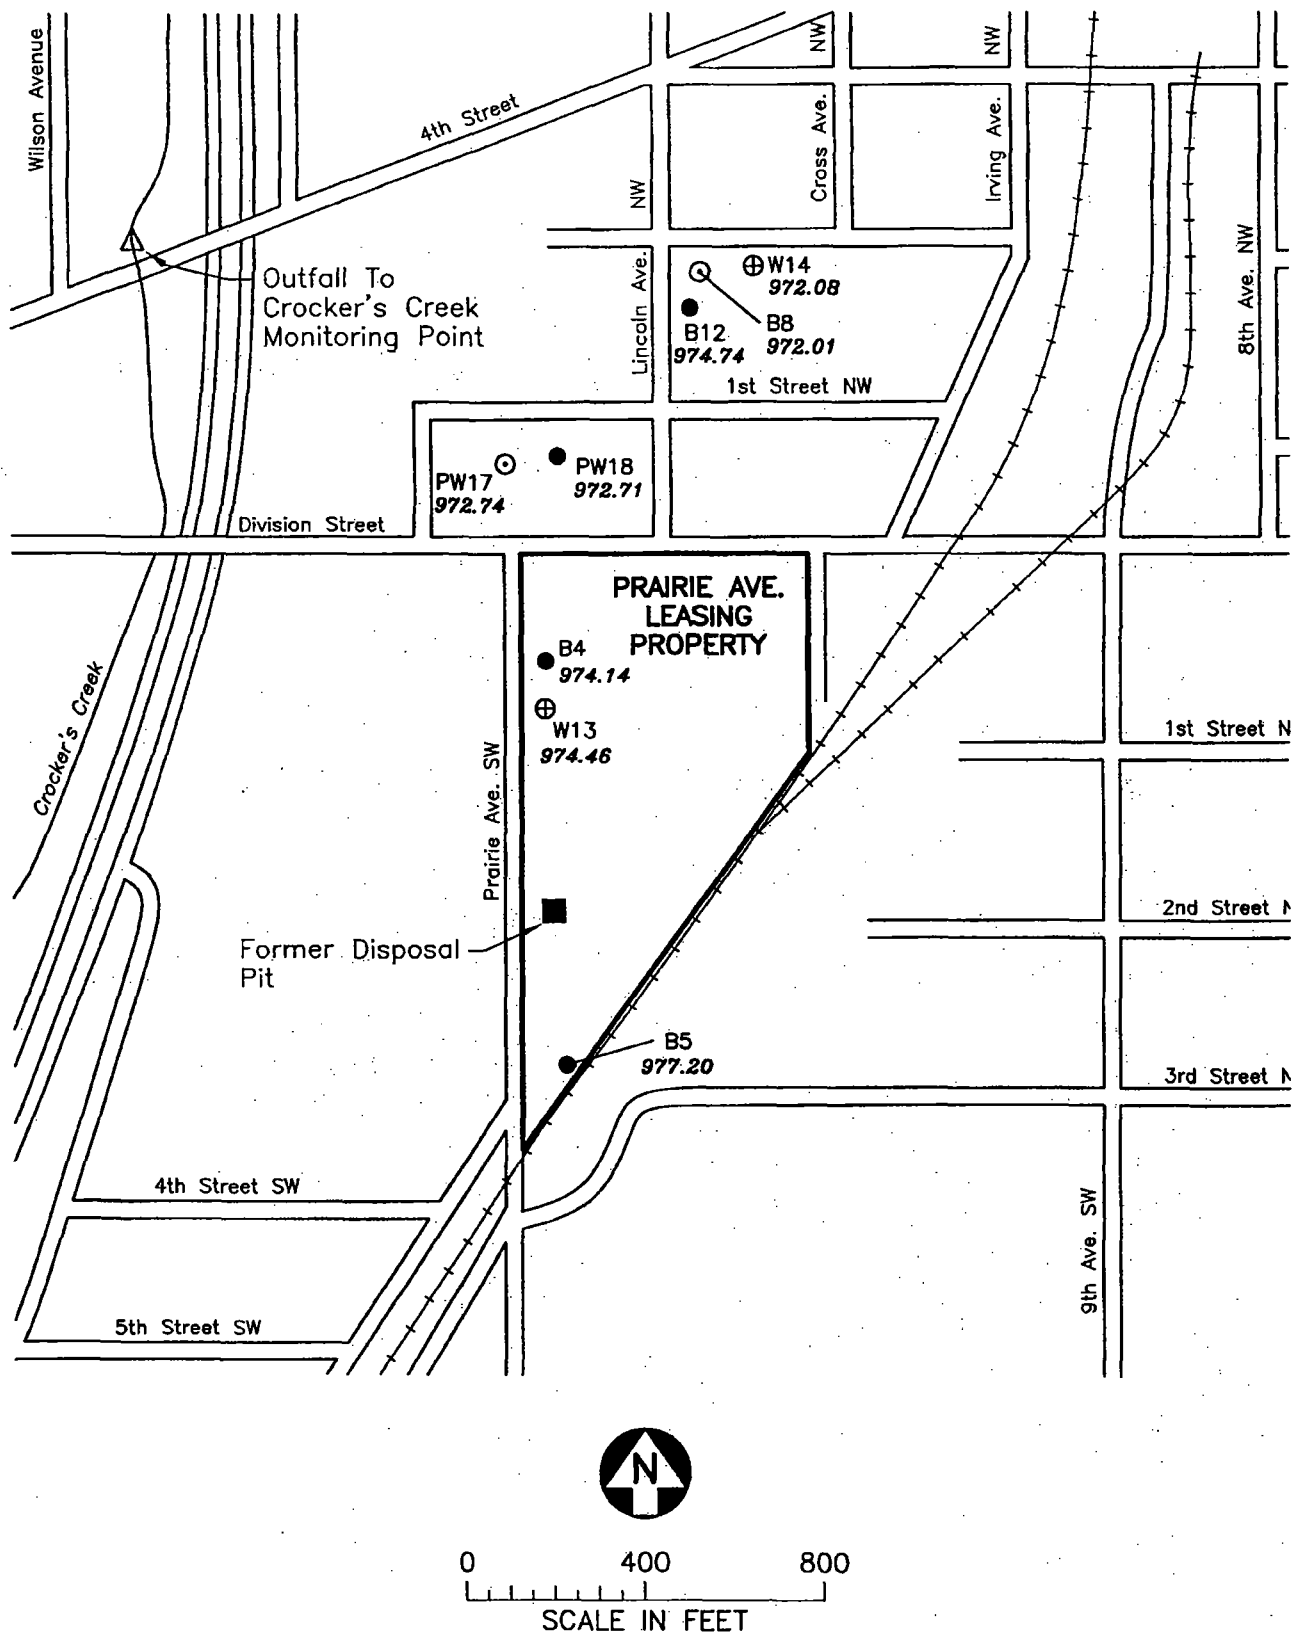 Wilson Avenue
4th Street
NW
Cross Ave.
NW
Irving Ave.
NW
Lincoln Ave.
8th Ave. NW
Outfall To
Crocker's Creek
Monitoring Point
W14
972.08
B8
972.01
B12
974.74
1st Street NW
PW17
972.74
PW18
972.71
Division Street
PRAIRIE AVE.
LEASING
PROPERTY
B4
974.14
W13
974.46
Crocker's Creek
Prairie Ave. SW
1st Street N
2nd Street N
Former Disposal
Pit
B5
977.20
3rd Street N
4th Street SW
9th Ave. SW
5th Street SW
N
0 400 800
SCALE IN FEET